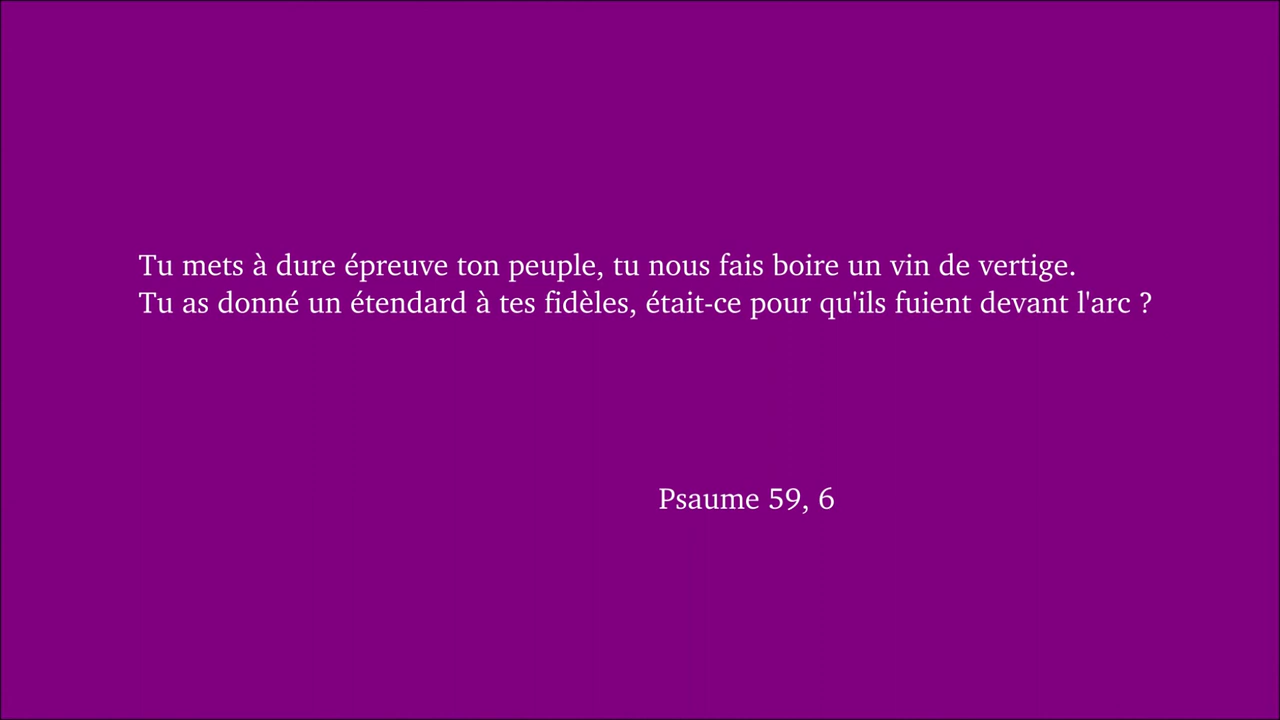 Tu mets à dure épreuve ton peuple, tu nous fais boire un vin de vertige.
Tu as donné un étendard à tes fidèles, était-ce pour qu'ils fuient devant l'arc ?
Psaume 59, 6